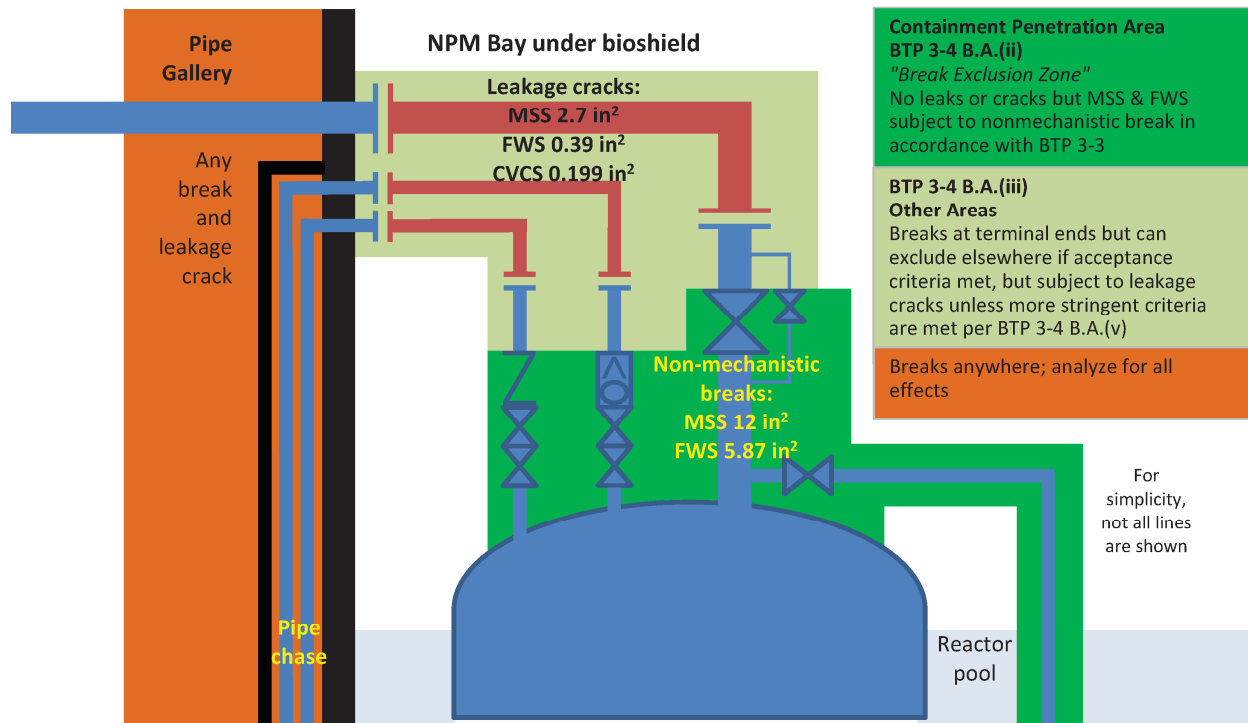 Pipe
Gallery
NPM Bay under bioshield
Leakage cracks:
MSS 2.7 in²
FWS 0.39 in²
CVCS 0.199 in²
Any
break
and
leakage
crack
Non-mechanistic
breaks:
MSS 12 in²
FWS 5.87 in²
Pipe
chase
Reactor
pool
For
simplicity,
not all lines
are shown
Containment Penetration Area
BTP 3-4 B.A.(ii)
"Break Exclusion Zone"
No leaks or cracks but MSS & FWS
subject to nonmechanistic break in
accordance with BTP 3-3
BTP 3-4 B.A.(iii)
Other Areas
Breaks at terminal ends but can
exclude elsewhere if acceptance
criteria met, but subject to leakage
cracks unless more stringent criteria
are met per BTP 3-4 B.A.(v)
Breaks anywhere; analyze for all
effects